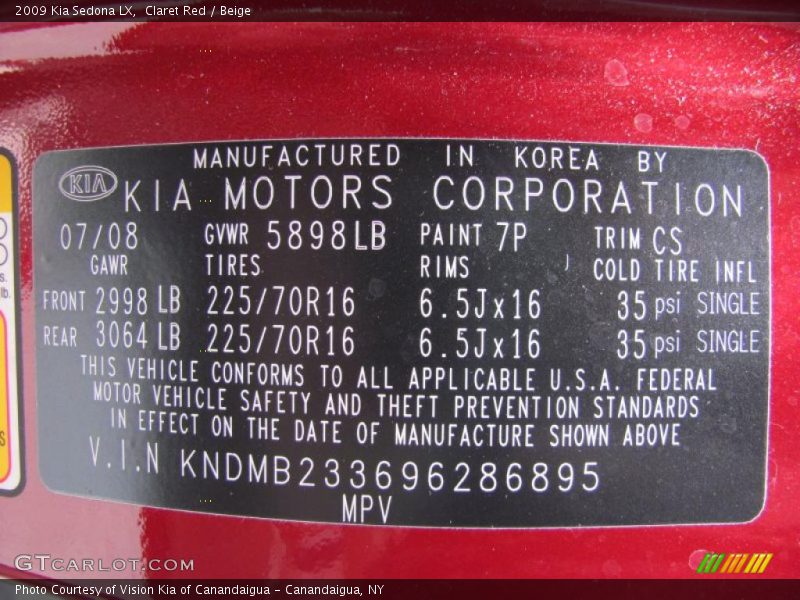 2009 Kia Sedona LX, Claret Red / Beige
MANUFACTURED IN KOREA BY
KIA KIA MOTORS CORPORATION
07/08 GVWR 5898LB PAINT 7P TRIM CS
GAWR TIRES RIMS COLD TIRE INFL
FRONT 2998 LB 225/70R16 6.5Jx16 35 psi SINGLE
REAR 3064 LB 225/70R16 6.5Jx16 35 psi SINGLE
THIS VEHICLE CONFORMS TO ALL APPLICABLE U.S.A. FEDERAL
MOTOR VEHICLE SAFETY AND THEFT PREVENTION STANDARDS
IN EFFECT ON THE DATE OF MANUFACTURE SHOWN ABOVE
V.I.N KNDMB233696286895
MPV
GTCARLOT.COM
Photo Courtesy of Vision Kia of Canandaigua - Canandaigua, NY